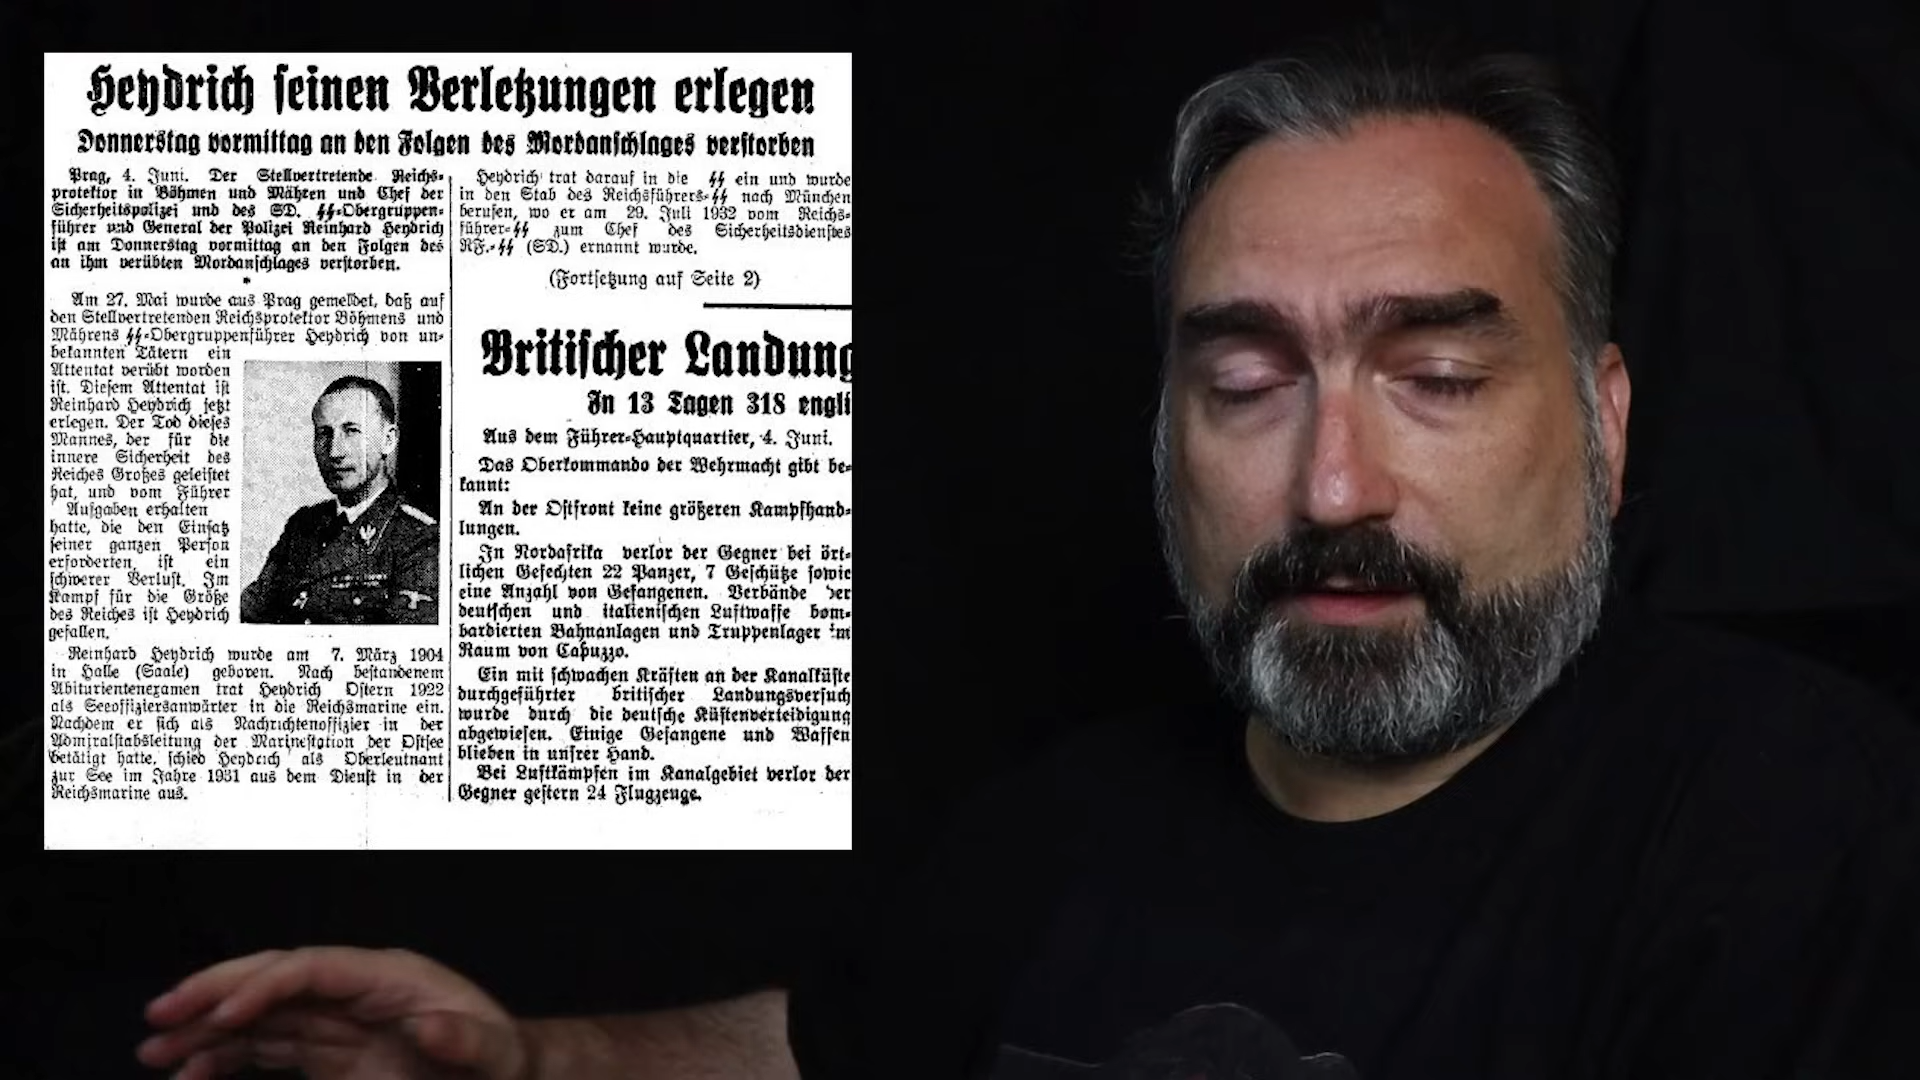 Heydrich seinen Verletzungen erlegen
Donnerstag vormittag an den Folgen des Mordanschlages verstorben
Prag, 4. Juni. Der Stellvertretende Reichs-
protektor in Böhmen und Mähren und Chef der
Sicherheitspolizei und des SD. SS-Obergruppen-
führer und General der Polizei Reinhard Heydrich
ist am Donnerstag vormittag an den Folgen des
an ihm verübten Mordanschlages verstorben.
*
Am 27. Mai wurde aus Prag gemeldet, daß auf
den Stellvertretenden Reichsprotektor Böhmens und
Mährens SS-Obergruppenführer Heydrich von un-
bekannten Tätern ein
Attentat verübt worden
ist. Diesem Attentat ist
Reinhard Heydrich jetzt
erlegen. Der Tod dieses
Mannes, der für die
innere Sicherheit des
Reiches Großes geleistet
hat, und vom Führer
Aufgaben erhalten
hatte, die den Einsatz
seiner ganzen Person
erforderten, ist ein
schwerer Verlust. Im
Kampf für die Größe
des Reiches ist Heydrich
gefallen.
Reinhard Heydrich wurde am 7. März 1904
in Halle (Saale) geboren. Nach bestandenem
Abiturientenexamen trat Heydrich Ostern 1922
als Seeoffiziersanwärter in die Reichsmarine ein.
Nachdem er sich als Nachrichtenoffizier in der
Admiralstabsleitung der Marinestation der Ostsee
betätigt hatte, schied Heydrich als Oberleutnant
zur See im Jahre 1931 aus dem Dienst in der
Reichsmarine aus.
Heydrich trat darauf in die SS ein und wurde
in den Stab des Reichsführers-SS nach München
berufen, wo er am 29. Juli 1932 vom Reichs-
führer-SS zum Chef des Sicherheitsdienstes
RF.-SS (SD.) ernannt wurde.
(Fortsetzung auf Seite 2)
Britischer Landung
In 13 Tagen 318 engli
Aus dem Führer-Hauptquartier, 4. Juni.
Das Oberkommando der Wehrmacht gibt be-
kannt:
An der Ostfront keine größeren Kampfhand-
lungen.
In Nordafrika verlor der Gegner bei ört-
lichen Gefechten 22 Panzer, 7 Geschütze sowie
eine Anzahl von Gefangenen. Verbände der
deutschen und italienischen Luftwaffe bom-
bardierten Bahnanlagen und Truppenlager im
Raum von Capuzzo.
Ein mit schwachen Kräften an der Kanalküste
durchgeführter britischer Landungsversuch
wurde durch die deutsche Küstenverteidigung
abgewiesen. Einige Gefangene und Waffen
blieben in unsrer Hand.
Bei Luftkämpfen im Kanalgebiet verlor der
Gegner gestern 24 Flugzeuge.